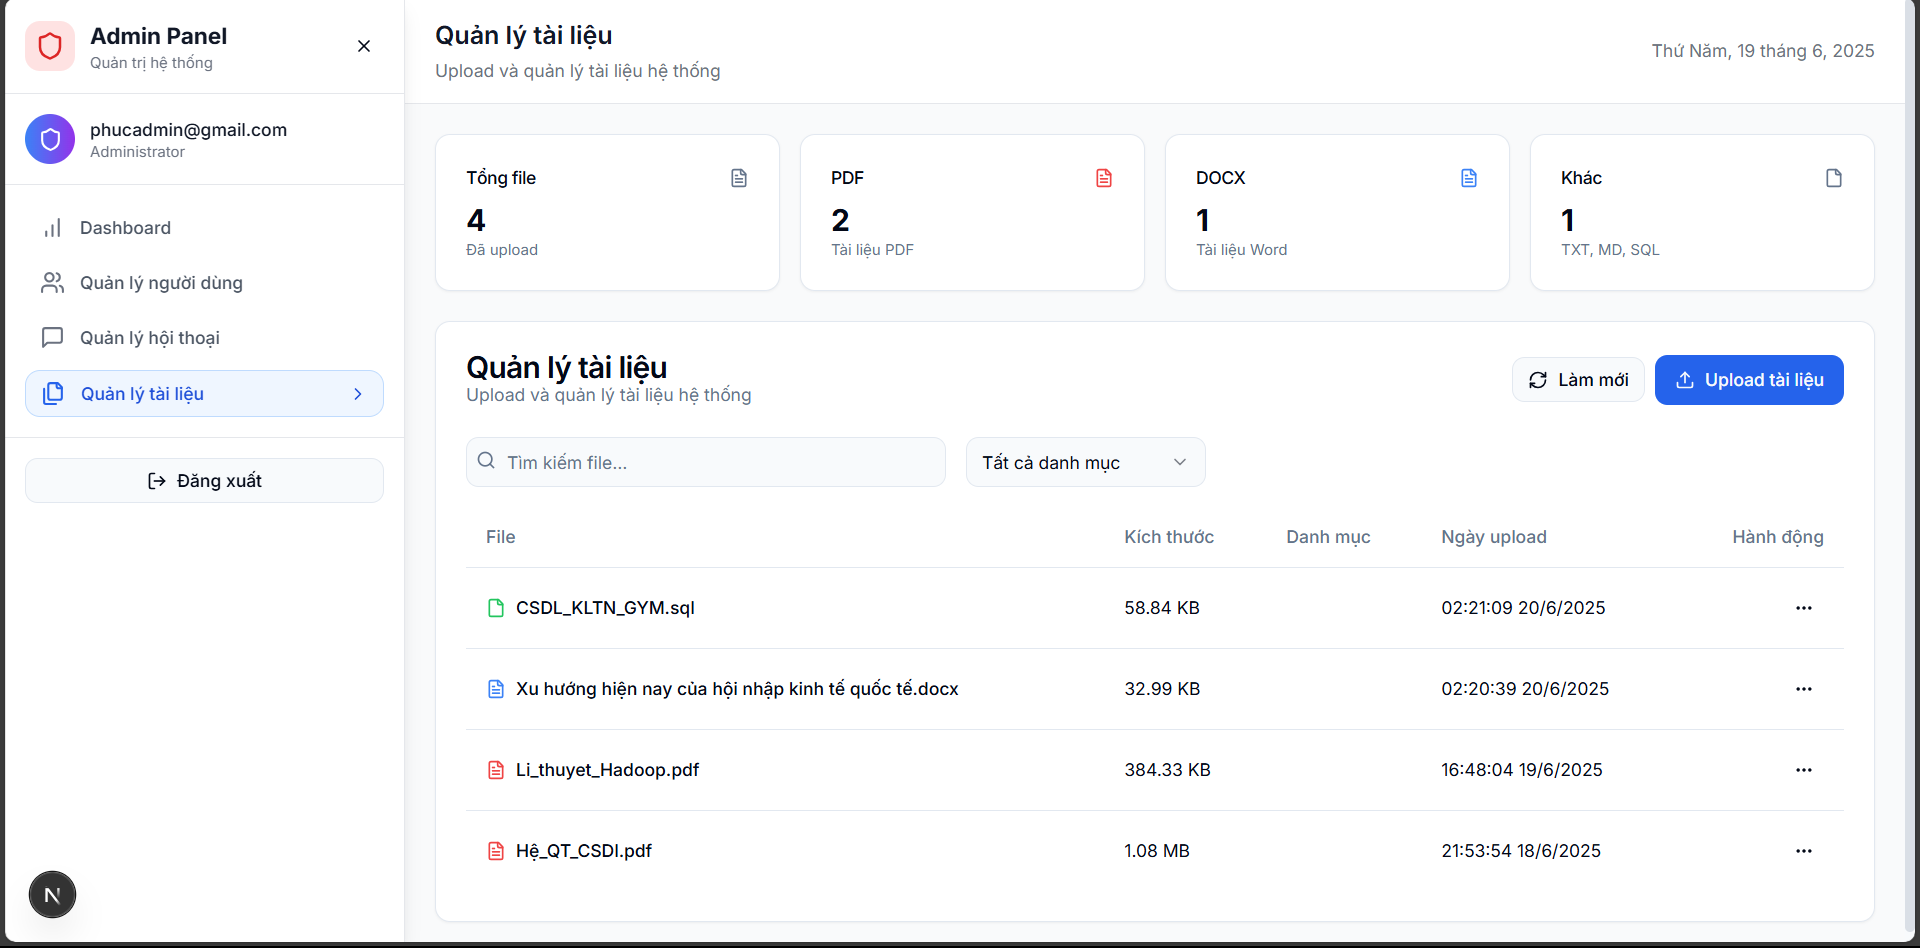 Admin Panel
Quản trị hệ thống
phucadmin@gmail.com
Administrator
Dashboard
Quản lý người dùng
Quản lý hội thoại
Quản lý tài liệu
Đăng xuất
N
Quản lý tài liệu
Upload và quản lý tài liệu hệ thống
Thứ Năm, 19 tháng 6, 2025
Tổng file
4
Đã upload
PDF
2
Tài liệu PDF
DOCX
1
Tài liệu Word
Khác
1
TXT, MD, SQL
Quản lý tài liệu
Upload và quản lý tài liệu hệ thống
Làm mới
Upload tài liệu
Tìm kiếm file...
Tất cả danh mục
File Kích thước Danh mục Ngày upload Hành động
CSDL_KLTN_GYM.sql 58.84 KB 02:21:09 20/6/2025
Xu hướng hiện nay của hội nhập kinh tế quốc tế.docx 32.99 KB 02:20:39 20/6/2025
Li_thuyet_Hadoop.pdf 384.33 KB 16:48:04 19/6/2025
Hệ_QT_CSDl.pdf 1.08 MB 21:53:54 18/6/2025